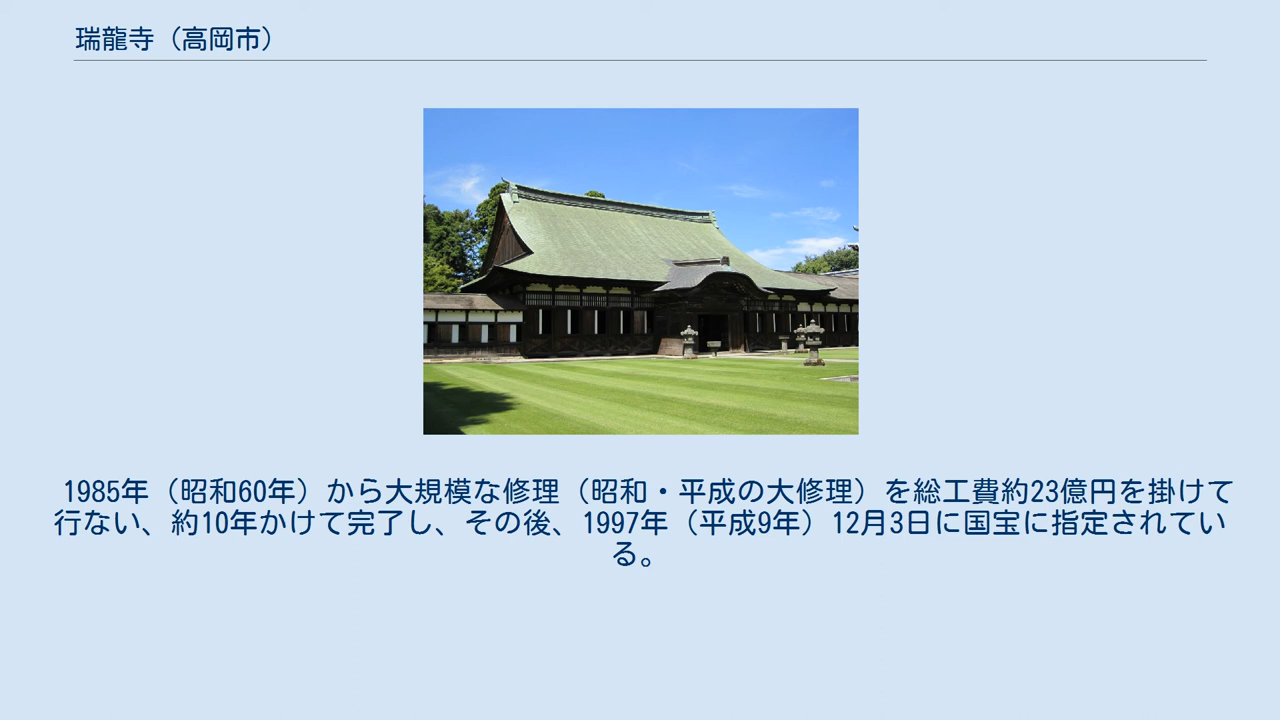 瑞龍寺（高岡市）
1985年（昭和60年）から大規模な修理（昭和・平成の大修理）を総工費約23億円を掛けて
行ない、約10年かけて完了し、その後、1997年（平成9年）12月3日に国宝に指定されてい
る。